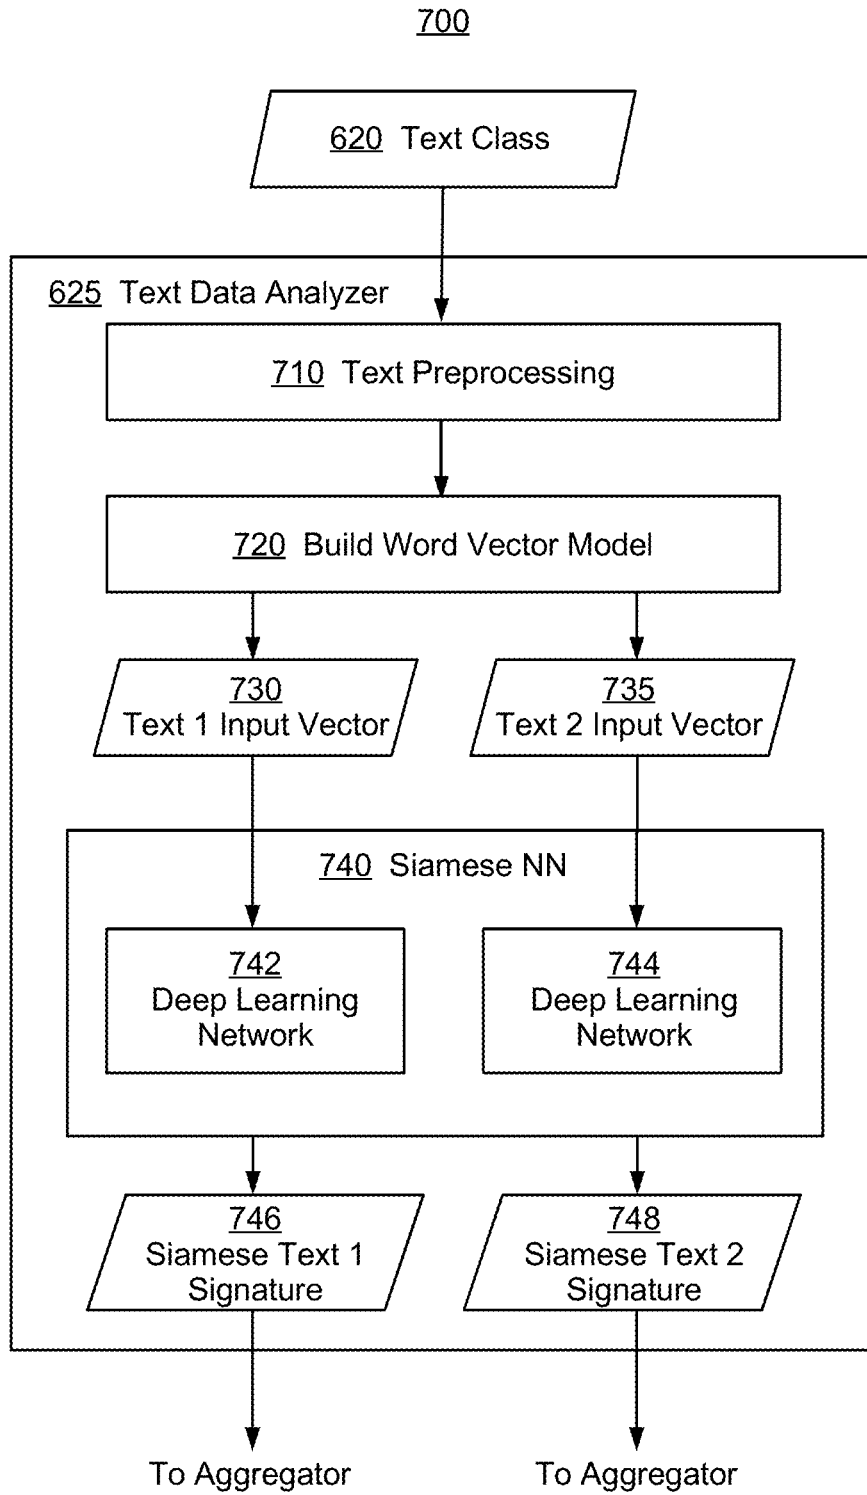 700
620 Text Class
625 Text Data Analyzer
710 Text Preprocessing
720 Build Word Vector Model
730
Text 1 Input Vector
735
Text 2 Input Vector
740 Siamese NN
742
Deep Learning
Network
744
Deep Learning
Network
746
Siamese Text 1
Signature
748
Siamese Text 2
Signature
To Aggregator
To Aggregator